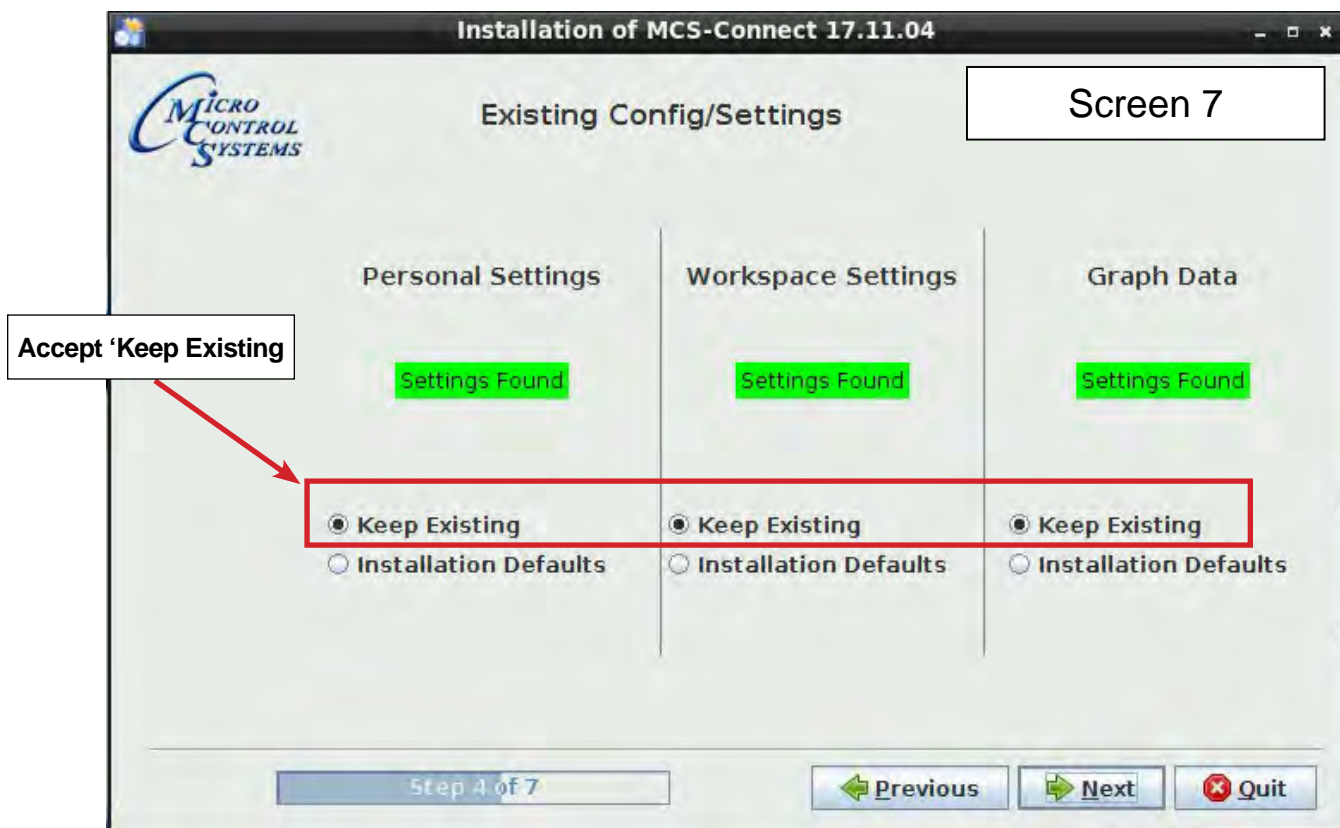 Installation of MCS-Connect 17.11.04
MICRO
CONTROL
SYSTEMS
Existing Config/Settings
Screen 7
Personal Settings
Workspace Settings
Graph Data
Accept ‘Keep Existing
Settings Found
Settings Found
Settings Found
Keep Existing
Keep Existing
Keep Existing
Installation Defaults
Installation Defaults
Installation Defaults
Step 4 of 7
Previous
Next
Quit